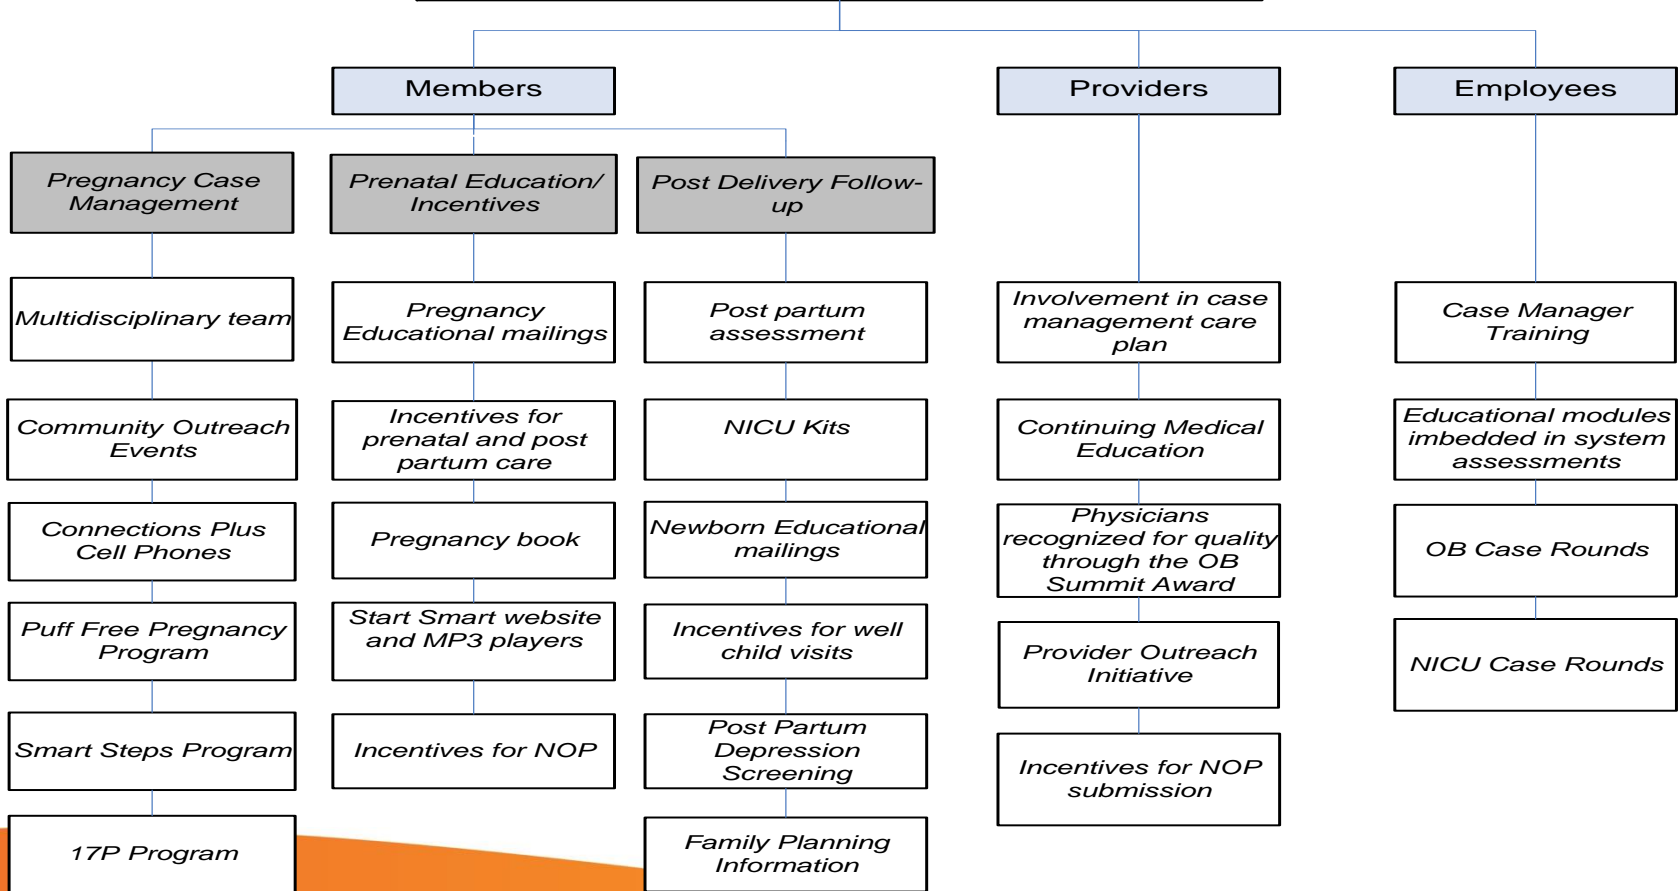 Members
Providers
Employees
Pregnancy Case
Management
Prenatal Education/
Incentives
Post Delivery Follow-
up
Multidisciplinary team
Community Outreach
Events
Connections Plus
Cell Phones
Puff Free Pregnancy
Program
Smart Steps Program
17P Program
Pregnancy
Educational mailings
Incentives for
prenatal and post
partum care
Pregnancy book
Start Smart website
and MP3 players
Incentives for NOP
Post partum
assessment
NICU Kits
Newborn Educational
mailings
Incentives for well
child visits
Post Partum
Depression
Screening
Family Planning
Information
Involvement in case
management care
plan
Continuing Medical
Education
Physicians
recognized for quality
through the OB
Summit Award
Provider Outreach
Initiative
Incentives for NOP
submission
Case Manager
Training
Educational modules
imbedded in system
assessments
OB Case Rounds
NICU Case Rounds